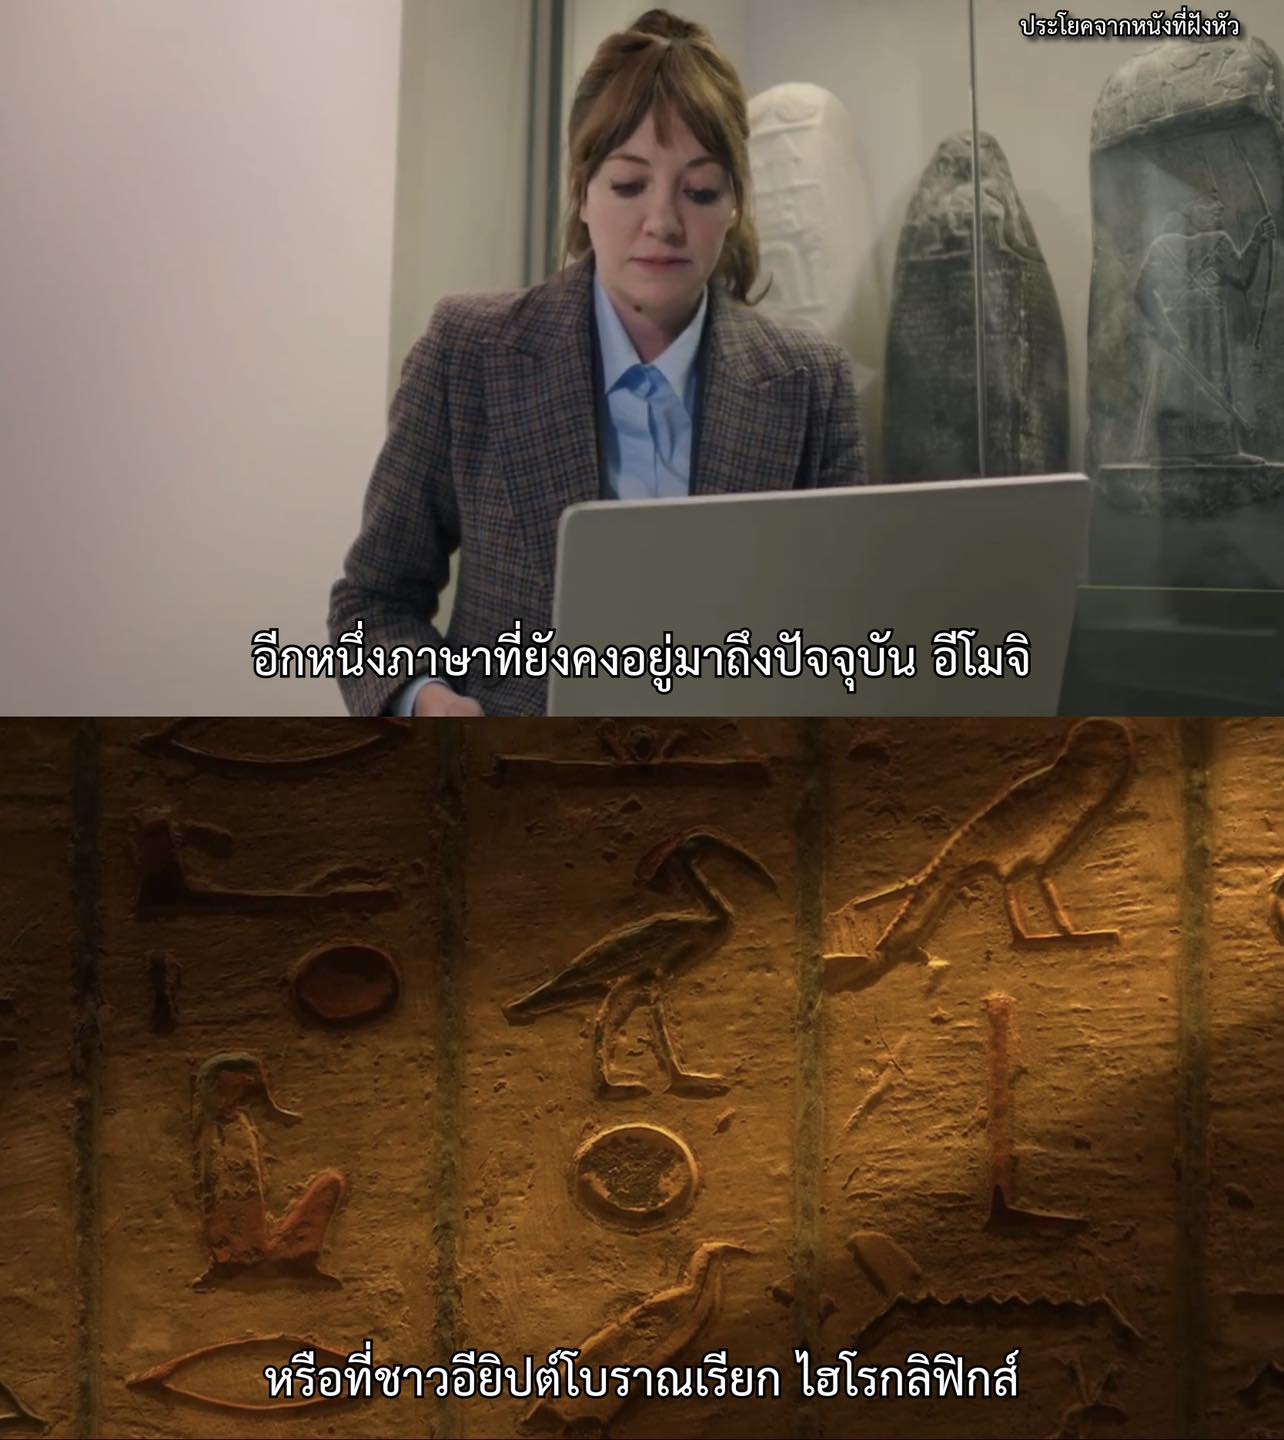 ประโยคจากหนังที่ฝังหัว
อีกหนึ่งภาษาที่ยังคงอยู่มาถึงปัจจุบัน อีโมจิ
หรือที่ชาวอียิปต์โบราณเรียก ไฮโรกลิฟิกส์